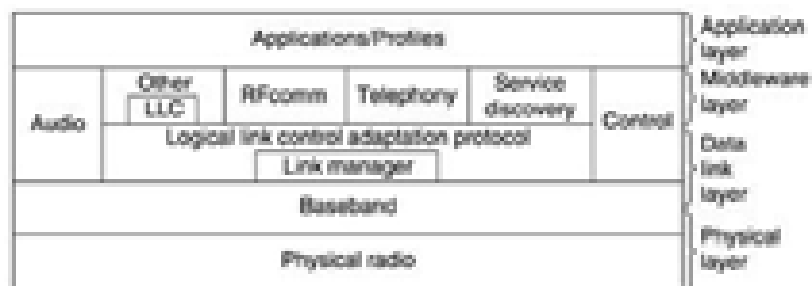 Applications/Profiles
Application
layer
Audio
Other
LLC
RFcomm
Telephony
Service
discovery
Control
Middleware
layer
Logical link control adaptation protocol
Link manager
Data
link
layer
Baseband
Physical radio
Physical
layer